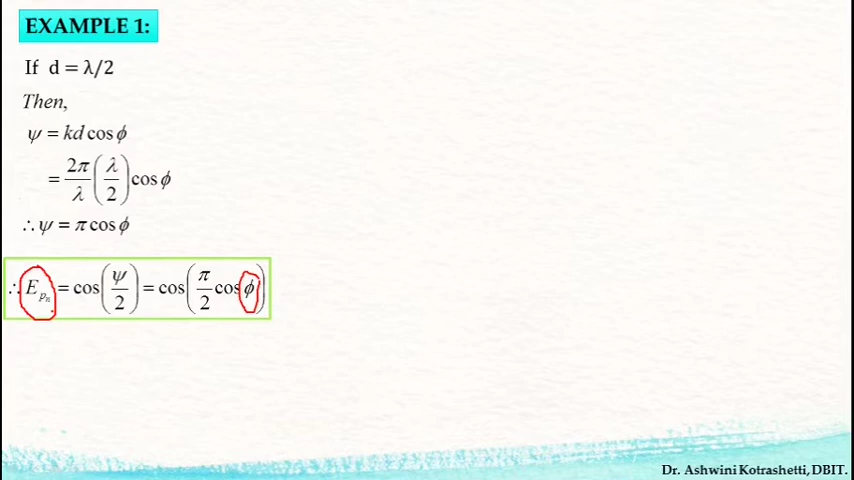 EXAMPLE 1:
If d = λ/2
Then,
ψ = kd cos ϕ
= 2π/λ (λ/2) cos ϕ
∴ ψ = π cos ϕ
∴ E_{p_n} = cos(ψ/2) = cos(π/2 cos ϕ)
Dr. Ashwini Kotrashetti, DBIT.